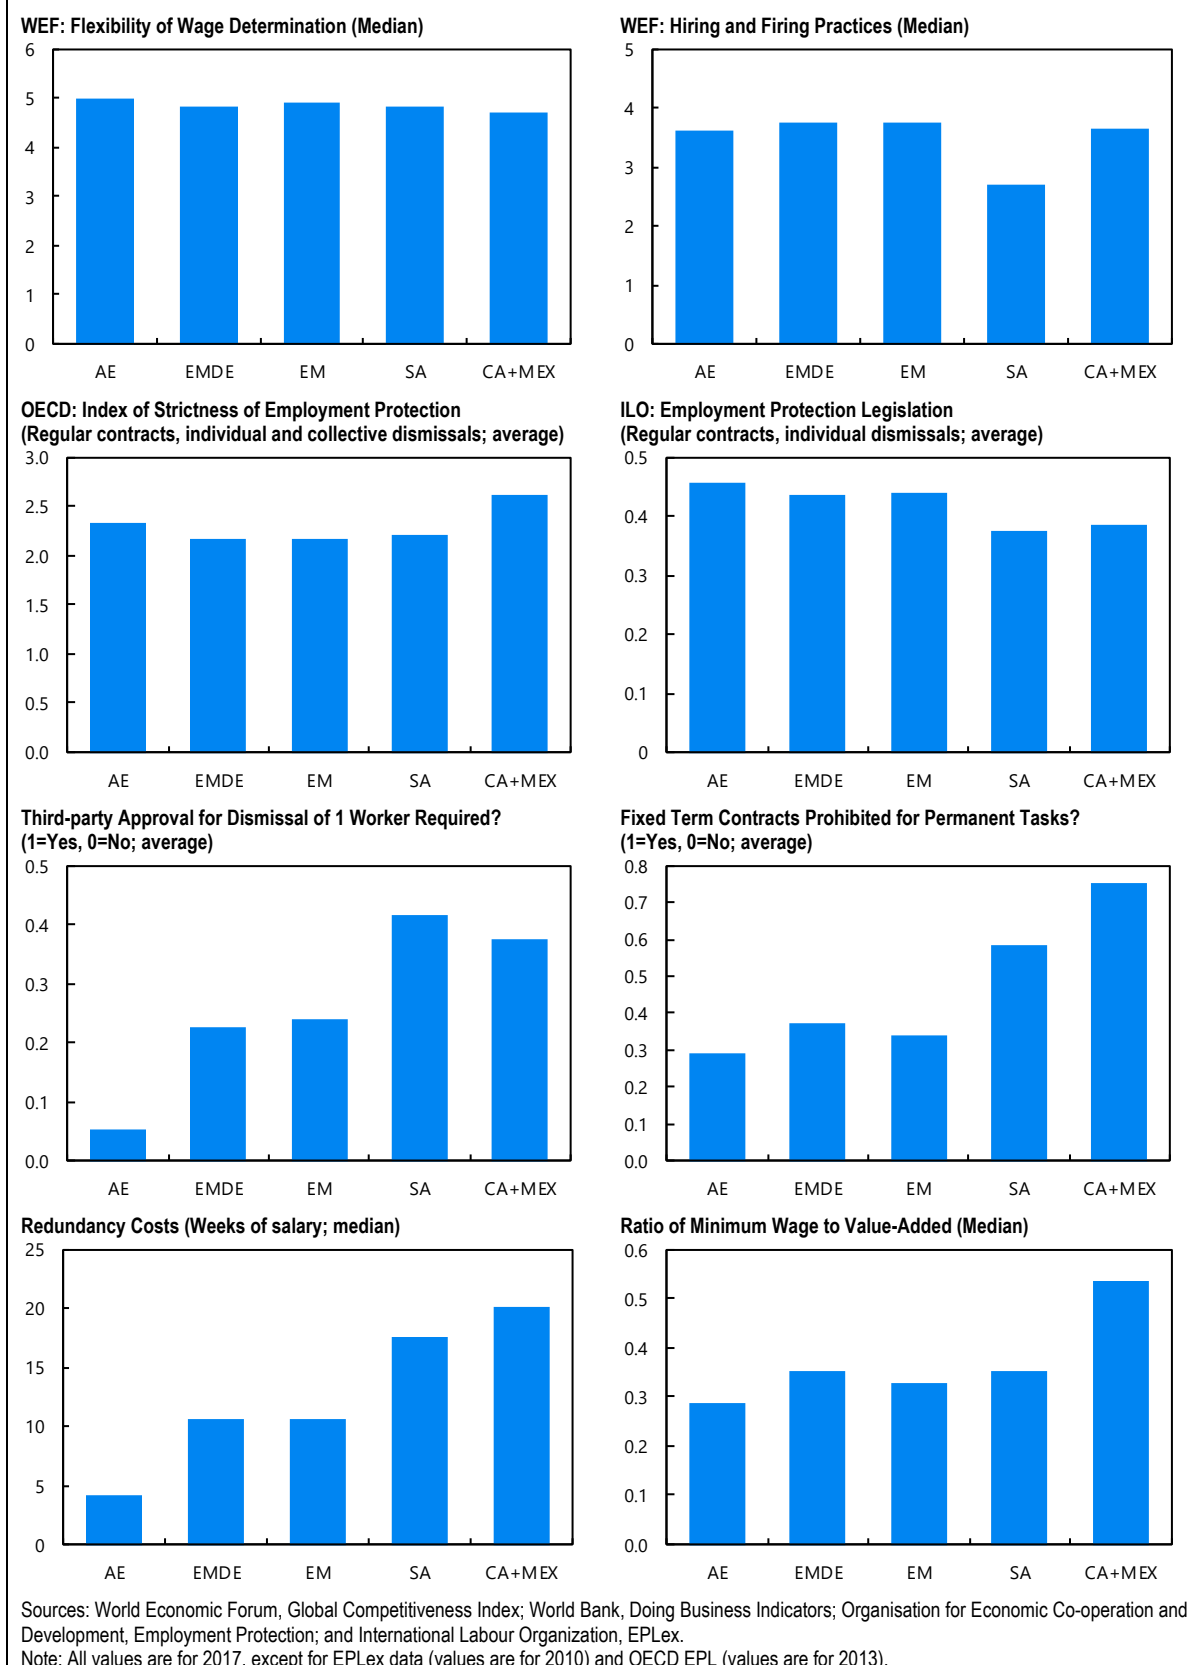 WEF: Flexibility of Wage Determination (Median)
6
5
4
3
2
1
0
AE EMDE EM SA CA+MEX
WEF: Hiring and Firing Practices (Median)
5
4
3
2
1
0
AE EMDE EM SA CA+MEX
OECD: Index of Strictness of Employment Protection
(Regular contracts, individual and collective dismissals; average)
3.0
2.5
2.0
1.5
1.0
0.5
0.0
AE EMDE EM SA CA+MEX
ILO: Employment Protection Legislation
(Regular contracts, individual dismissals; average)
0.5
0.4
0.3
0.2
0.1
0
AE EMDE EM SA CA+MEX
Third-party Approval for Dismissal of 1 Worker Required?
(1=Yes, 0=No; average)
0.5
0.4
0.3
0.2
0.1
0.0
AE EMDE EM SA CA+MEX
Fixed Term Contracts Prohibited for Permanent Tasks?
(1=Yes, 0=No; average)
0.8
0.7
0.6
0.5
0.4
0.3
0.2
0.1
0.0
AE EMDE EM SA CA+MEX
Redundancy Costs (Weeks of salary; median)
25
20
15
10
5
0
AE EMDE EM SA CA+MEX
Ratio of Minimum Wage to Value-Added (Median)
0.6
0.5
0.4
0.3
0.2
0.1
0.0
AE EMDE EM SA CA+MEX
Sources: World Economic Forum, Global Competitiveness Index; World Bank, Doing Business Indicators; Organisation for Economic Co-operation and
Development, Employment Protection; and International Labour Organization, EPLex.
Note: All values are for 2017, except for EPLex data (values are for 2010) and OECD EPL (values are for 2013).